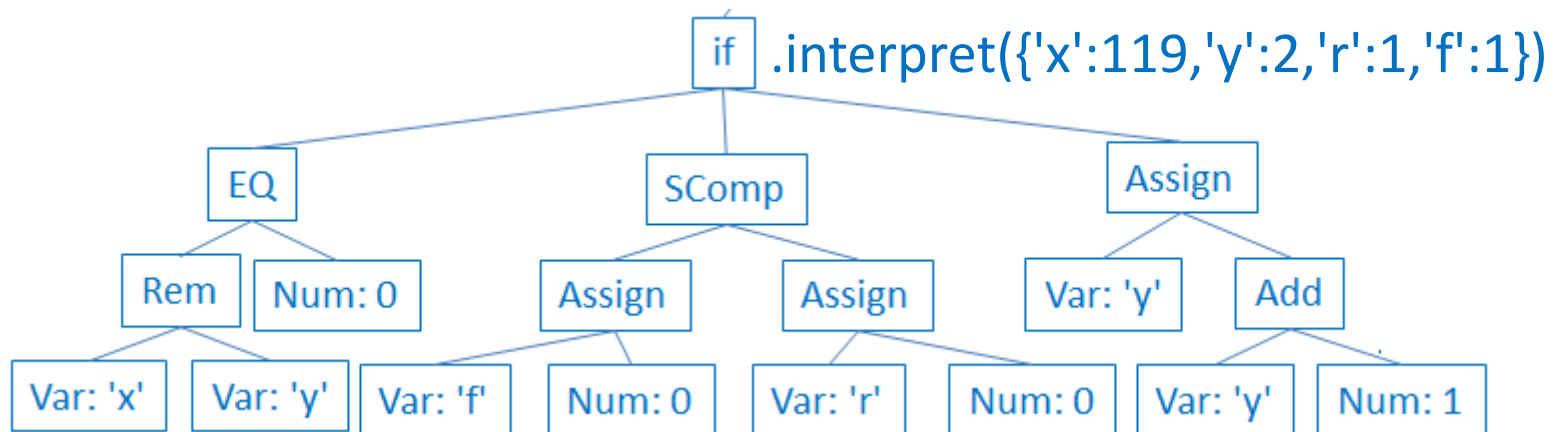 if .interpret({'x':119,'y':2,'r':1,'f':1})
EQ SComp Assign
Rem Num: 0 Assign Assign Var: 'y' Add
Var: 'x' Var: 'y' Var: 'f' Num: 0 Var: 'r' Num: 0 Var: 'y' Num: 1